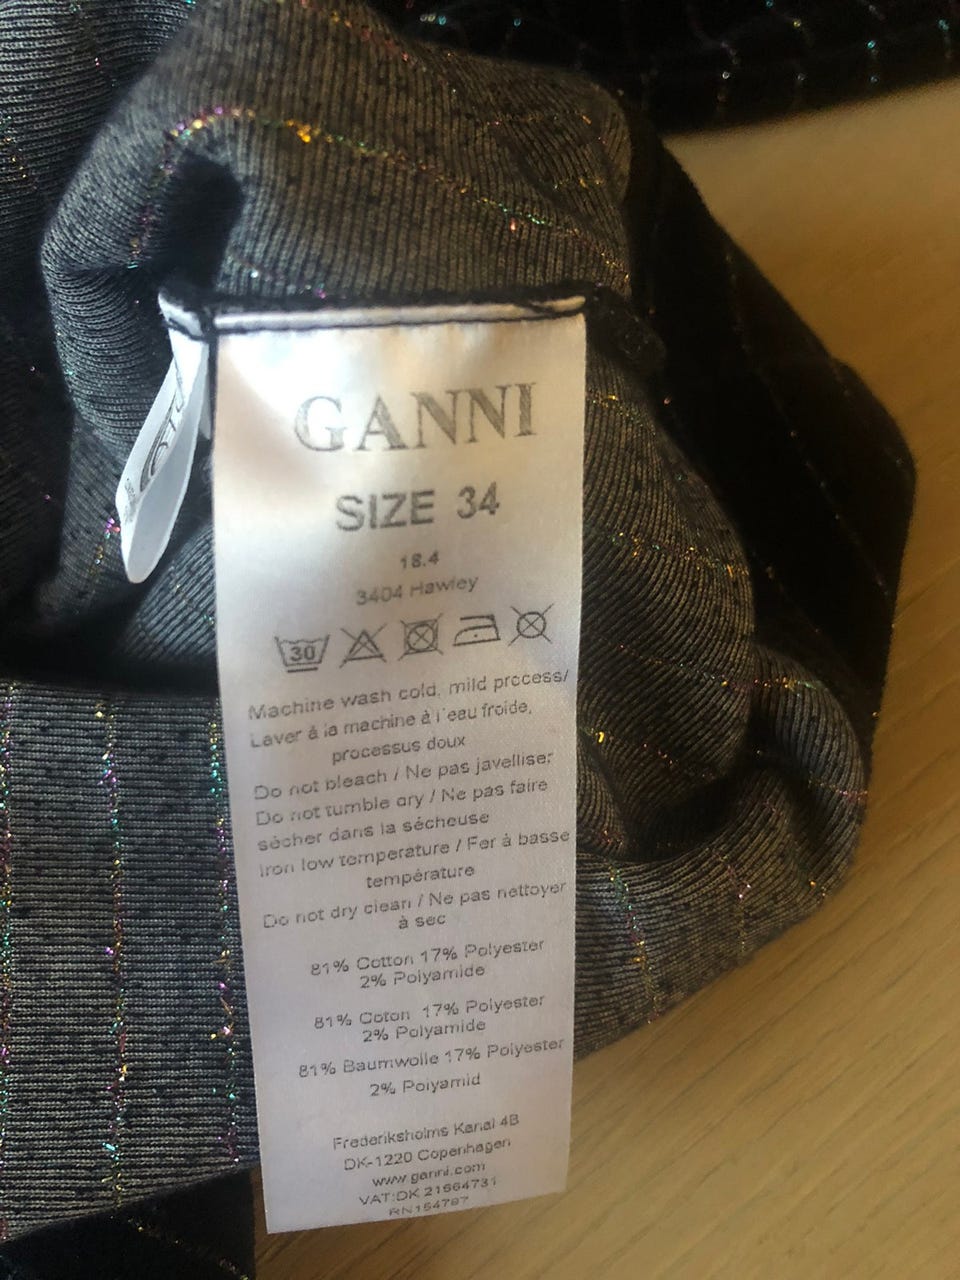 GANNI
SIZE 34
18.4
3404 Hawley
30
Machine wash cold, mild process/
Laver à la machine à l'eau froide,
processus doux
Do not bleach / Ne pas javelliser
Do not tumble dry / Ne pas faire
sécher dans la sécheuse
Iron low temperature / Fer à basse
température
Do not dry clean / Ne pas nettoyer
à sec
81% Cotton 17% Polyester
2% Polyamide
81% Coton 17% Polyester
2% Polyamide
81% Baumwolle 17% Polyester
2% Polyamid
Frederiksholms Kanal 4B
DK-1220 Copenhagen
www.ganni.com
VAT:DK 21664731
RN154797